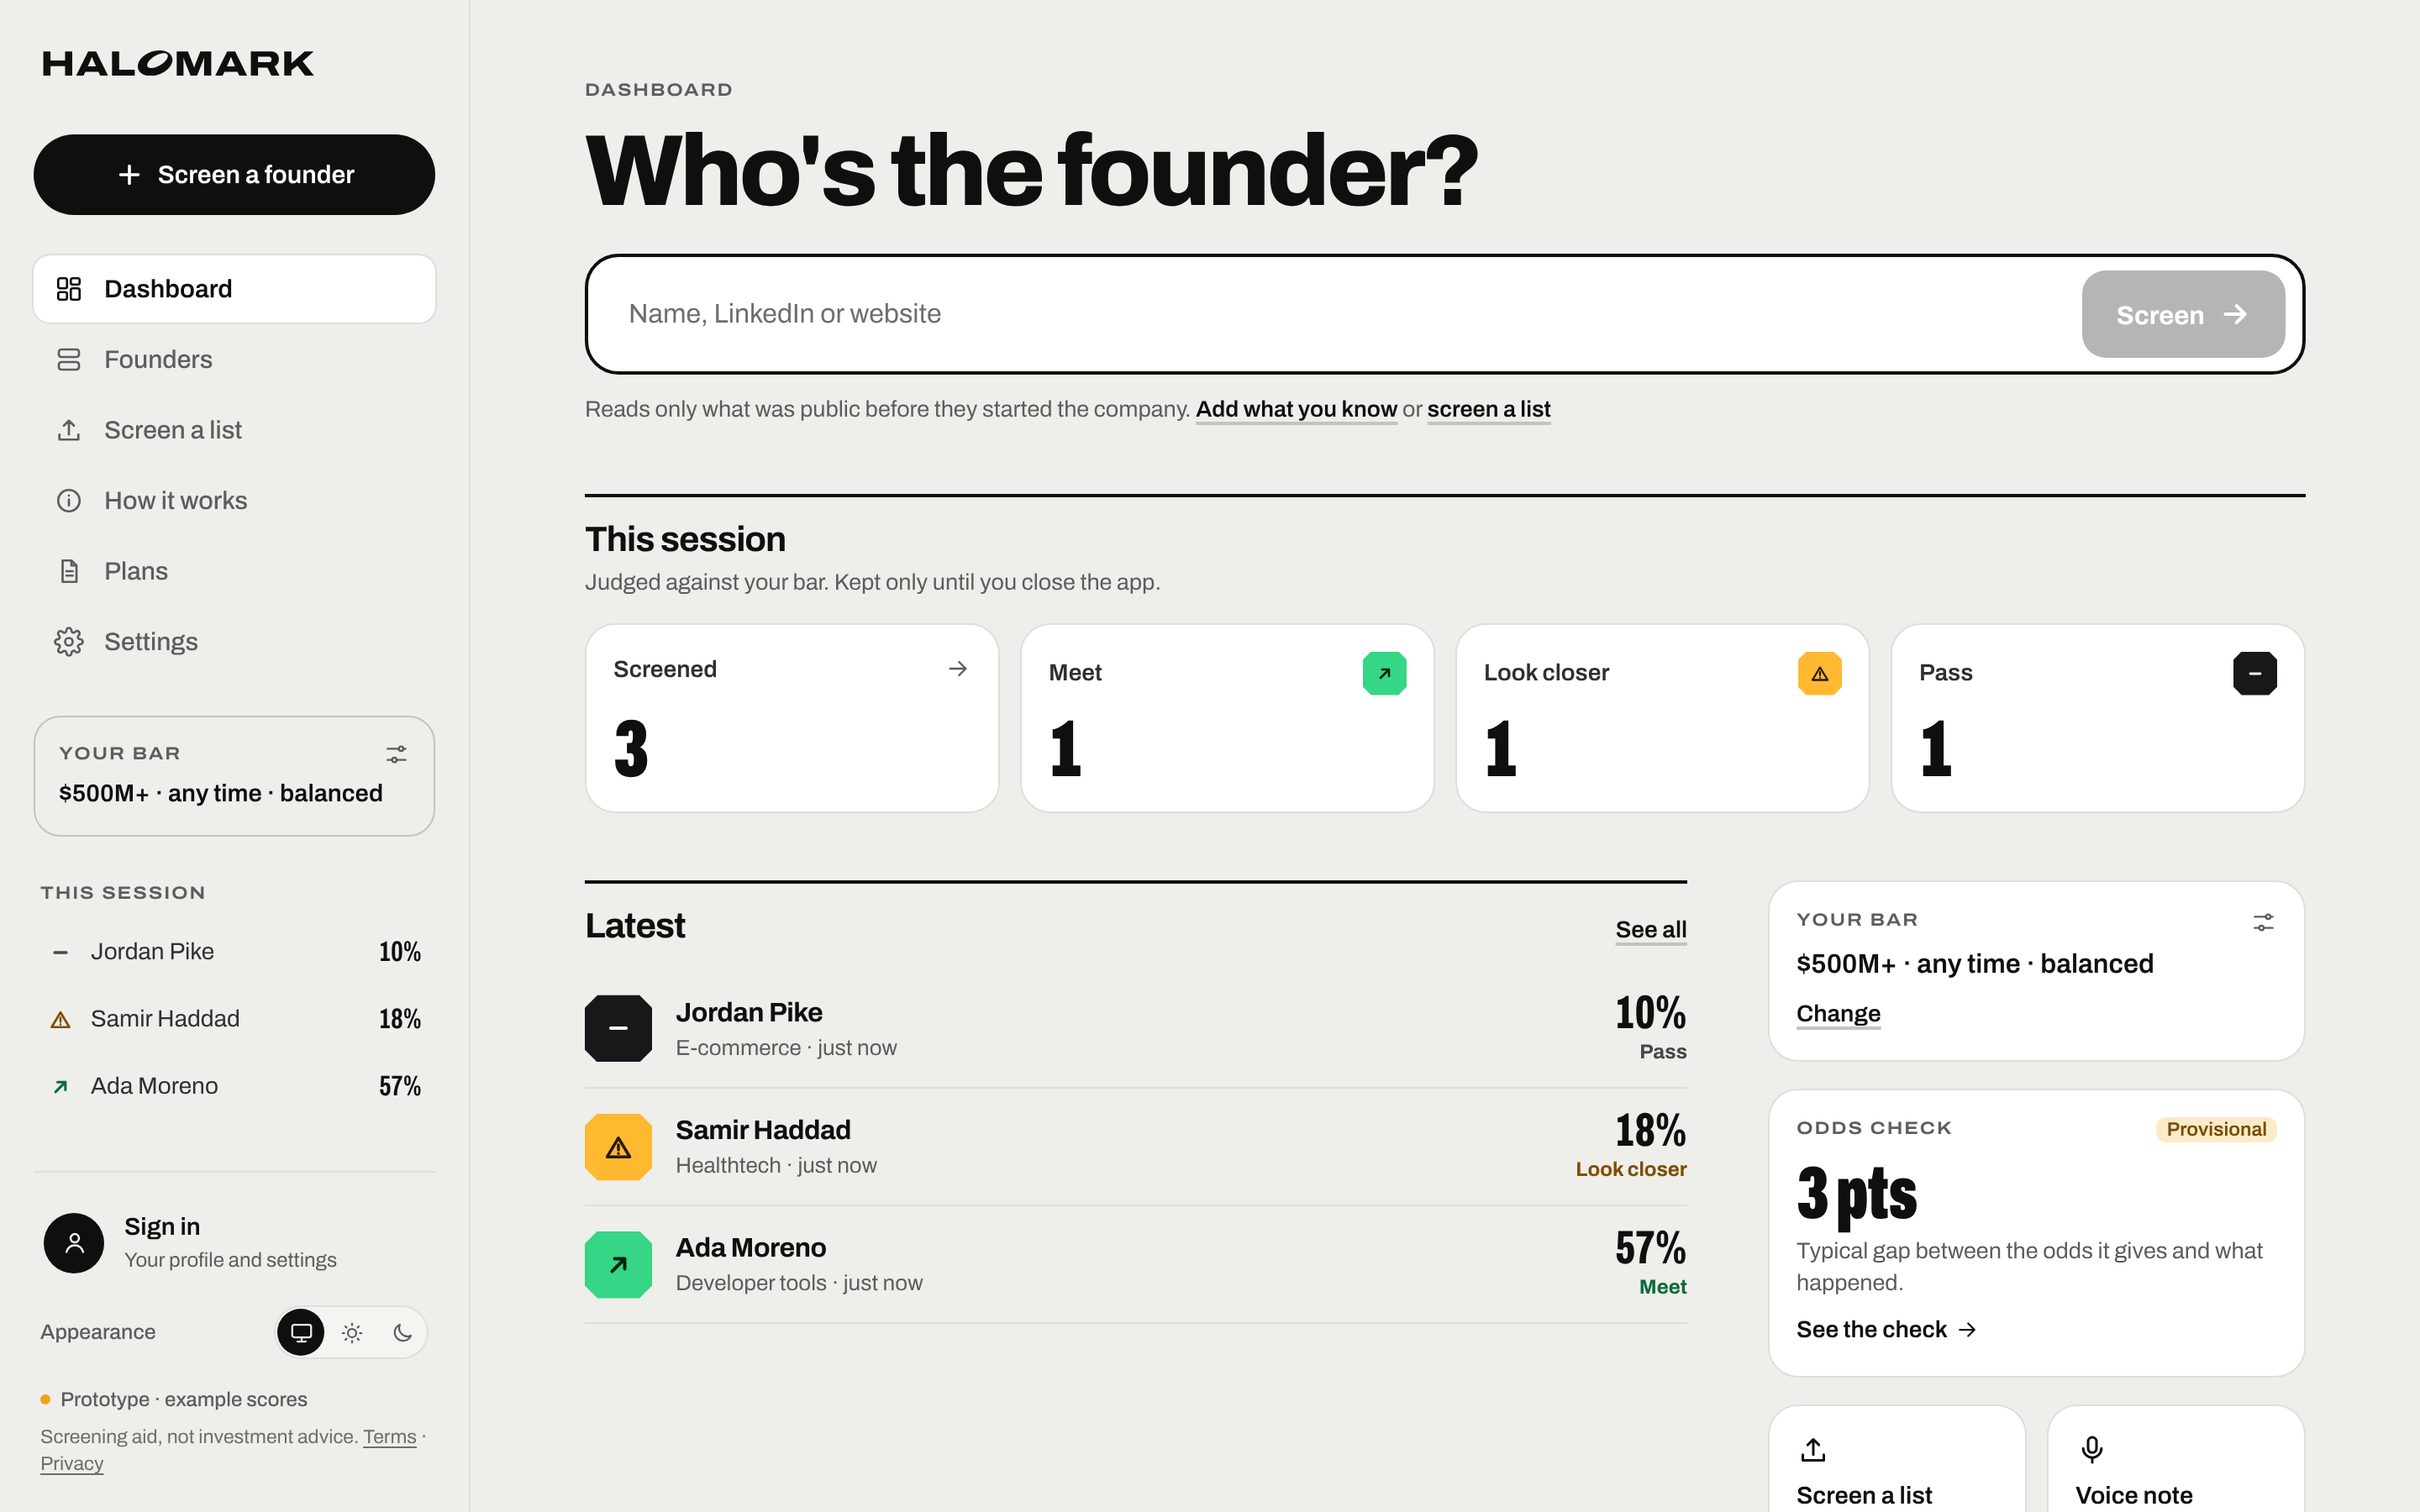 HALOMARK
Screen a founder
Dashboard
Founders
Screen a list
How it works
Plans
Settings
YOUR BAR
$500M+ · any time · balanced
THIS SESSION
Jordan Pike 10%
Samir Haddad 18%
Ada Moreno 57%
Sign in
Your profile and settings
Appearance
Prototype · example scores
Screening aid, not investment advice. Terms ·
Privacy
DASHBOARD
Who's the founder?
Name, LinkedIn or website
Screen
Reads only what was public before they started the company. Add what you know or screen a list
This session
Judged against your bar. Kept only until you close the app.
Screened
3
Meet
1
Look closer
1
Pass
1
Latest
See all
Jordan Pike
E-commerce · just now
10%
Pass
Samir Haddad
Healthtech · just now
18%
Look closer
Ada Moreno
Developer tools · just now
57%
Meet
YOUR BAR
$500M+ · any time · balanced
Change
ODDS CHECK
Provisional
3 pts
Typical gap between the odds it gives and what
happened.
See the check
Screen a list
Voice note